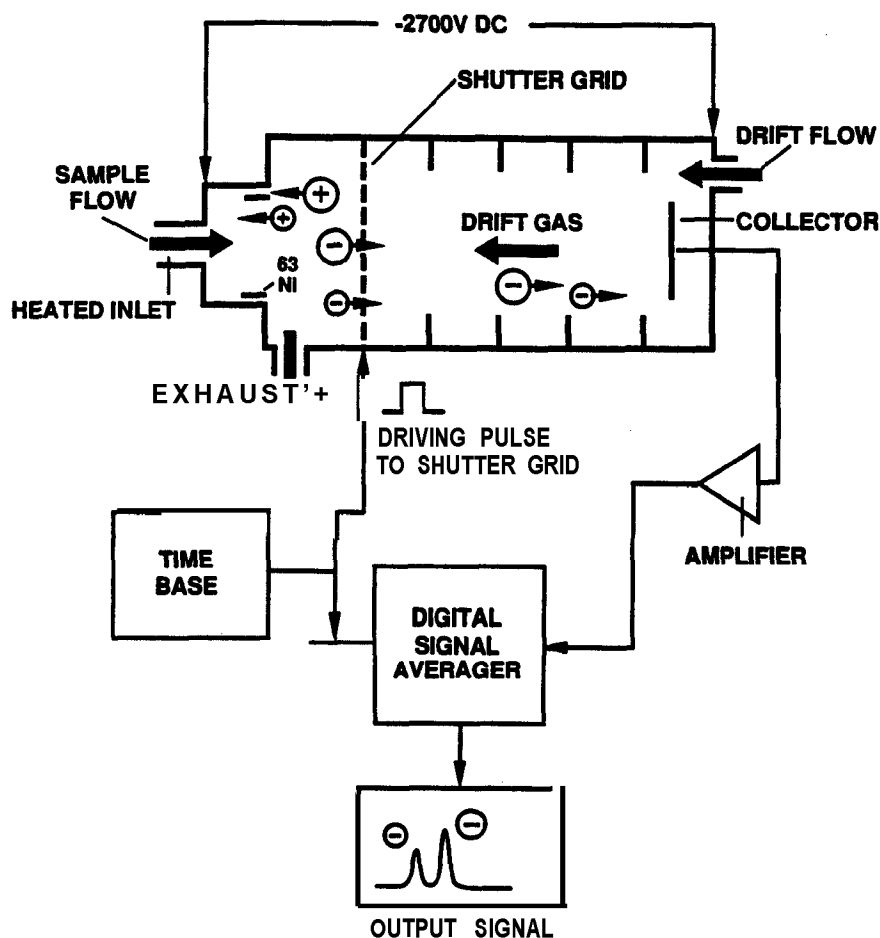 -2700V DC
SHUTTER GRID
DRIFT FLOW
SAMPLE
FLOW
+
+
DRIFT GAS
COLLECTOR
−
63
NI
−
−
−
HEATED INLET
EXHAUST'+
DRIVING PULSE
TO SHUTTER GRID
AMPLIFIER
TIME
BASE
DIGITAL
SIGNAL
AVERAGER
−
−
OUTPUT SIGNAL